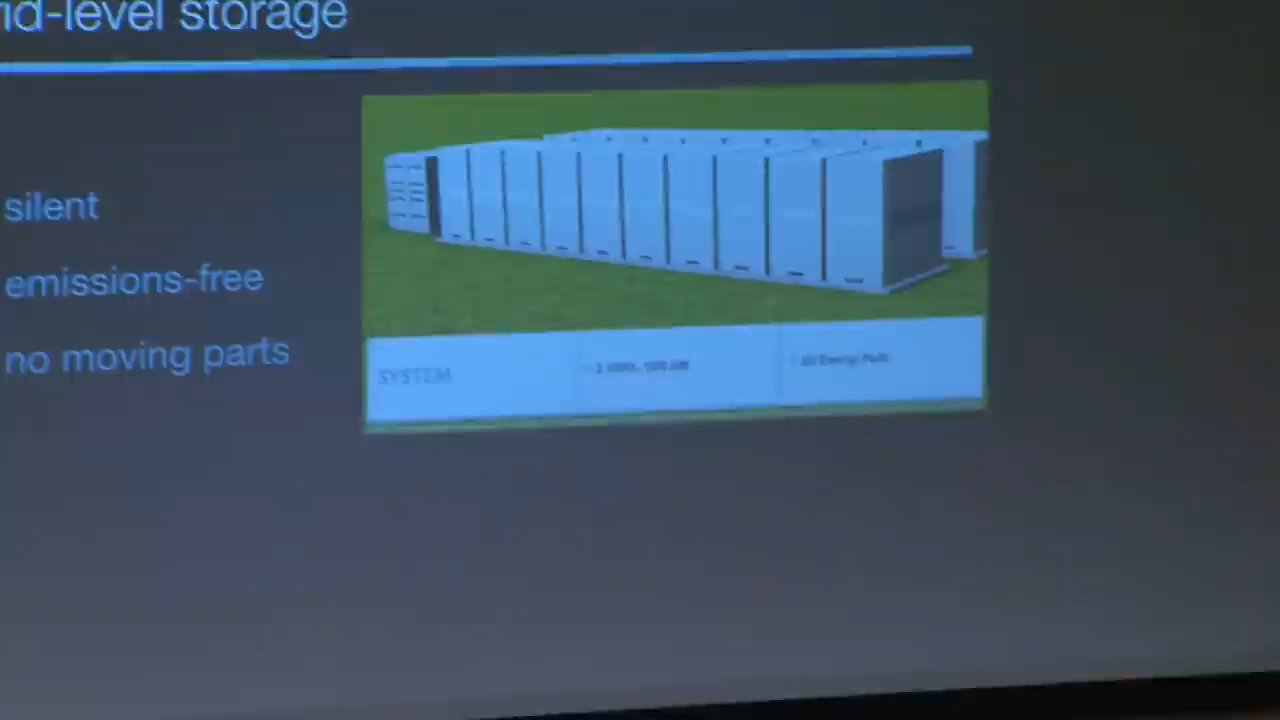 id-level storage
silent
emissions-free
no moving parts
SYSTEM